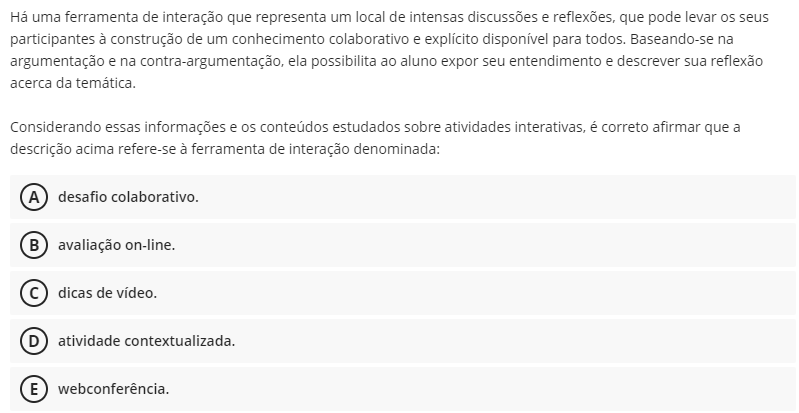 Há uma ferramenta de interação que representa um local de intensas discussões e reflexões, que pode levar os seus
participantes à construção de um conhecimento colaborativo e explícito disponível para todos. Baseando-se na
argumentação e na contra-argumentação, ela possibilita ao aluno expor seu entendimento e descrever sua reflexão
acerca da temática.
Considerando essas informações e os conteúdos estudados sobre atividades interativas, é correto afirmar que a
descrição acima refere-se à ferramenta de interação denominada:
A desafio colaborativo.
B avaliação on-line.
C dicas de vídeo.
D atividade contextualizada.
E webconferência.